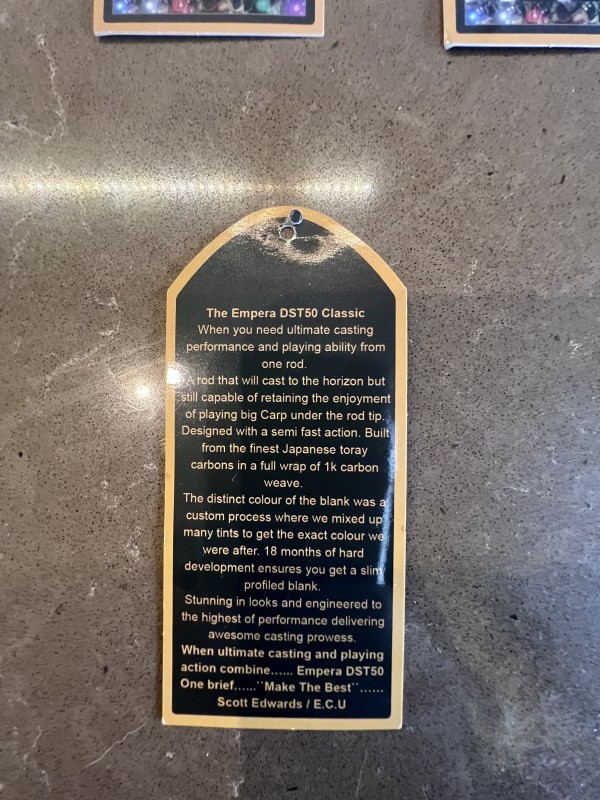 The Empera DST50 Classic
When you need ultimate casting
performance and playing ability from
one rod.
A rod that will cast to the horizon but
still capable of retaining the enjoyment
of playing big Carp under the rod tip.
Designed with a semi fast action. Built
from the finest Japanese toray
carbons in a full wrap of 1k carbon
weave.
The distinct colour of the blank was a
custom process where we mixed up
many tints to get the exact colour we
were after. 18 months of hard
development ensures you get a slim
profiled blank.
Stunning in looks and engineered to
the highest of performance delivering
awesome casting prowess.
When ultimate casting and playing
action combine...... Empera DST50
One brief......``Make The Best``......
Scott Edwards / E.C.U